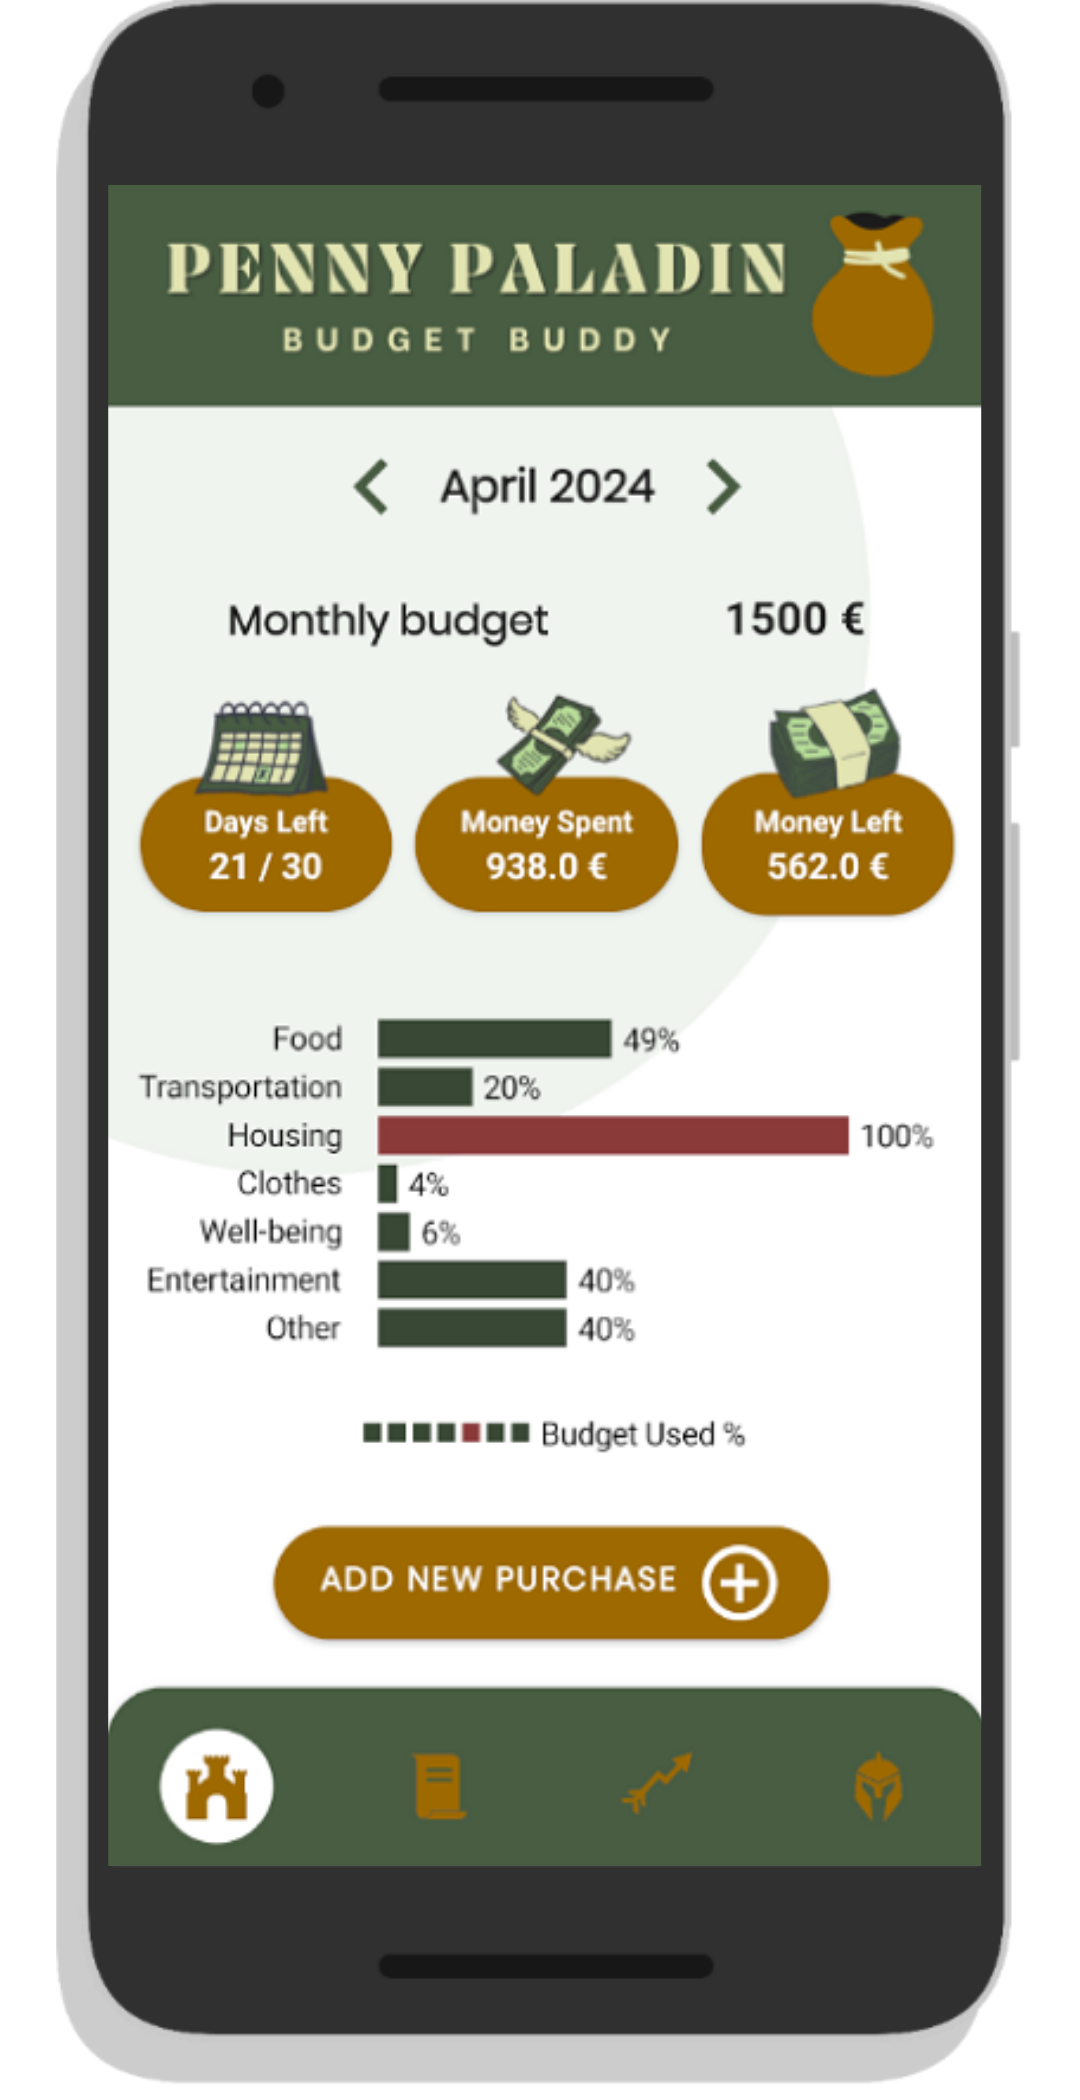 PENNY PALADIN
BUDGET BUDDY
April 2024
Monthly budget 1500 €
Days Left
21 / 30
Money Spent
938.0 €
Money Left
562.0 €
Food 49%
Transportation 20%
Housing 100%
Clothes 4%
Well-being 6%
Entertainment 40%
Other 40%
Budget Used %
ADD NEW PURCHASE